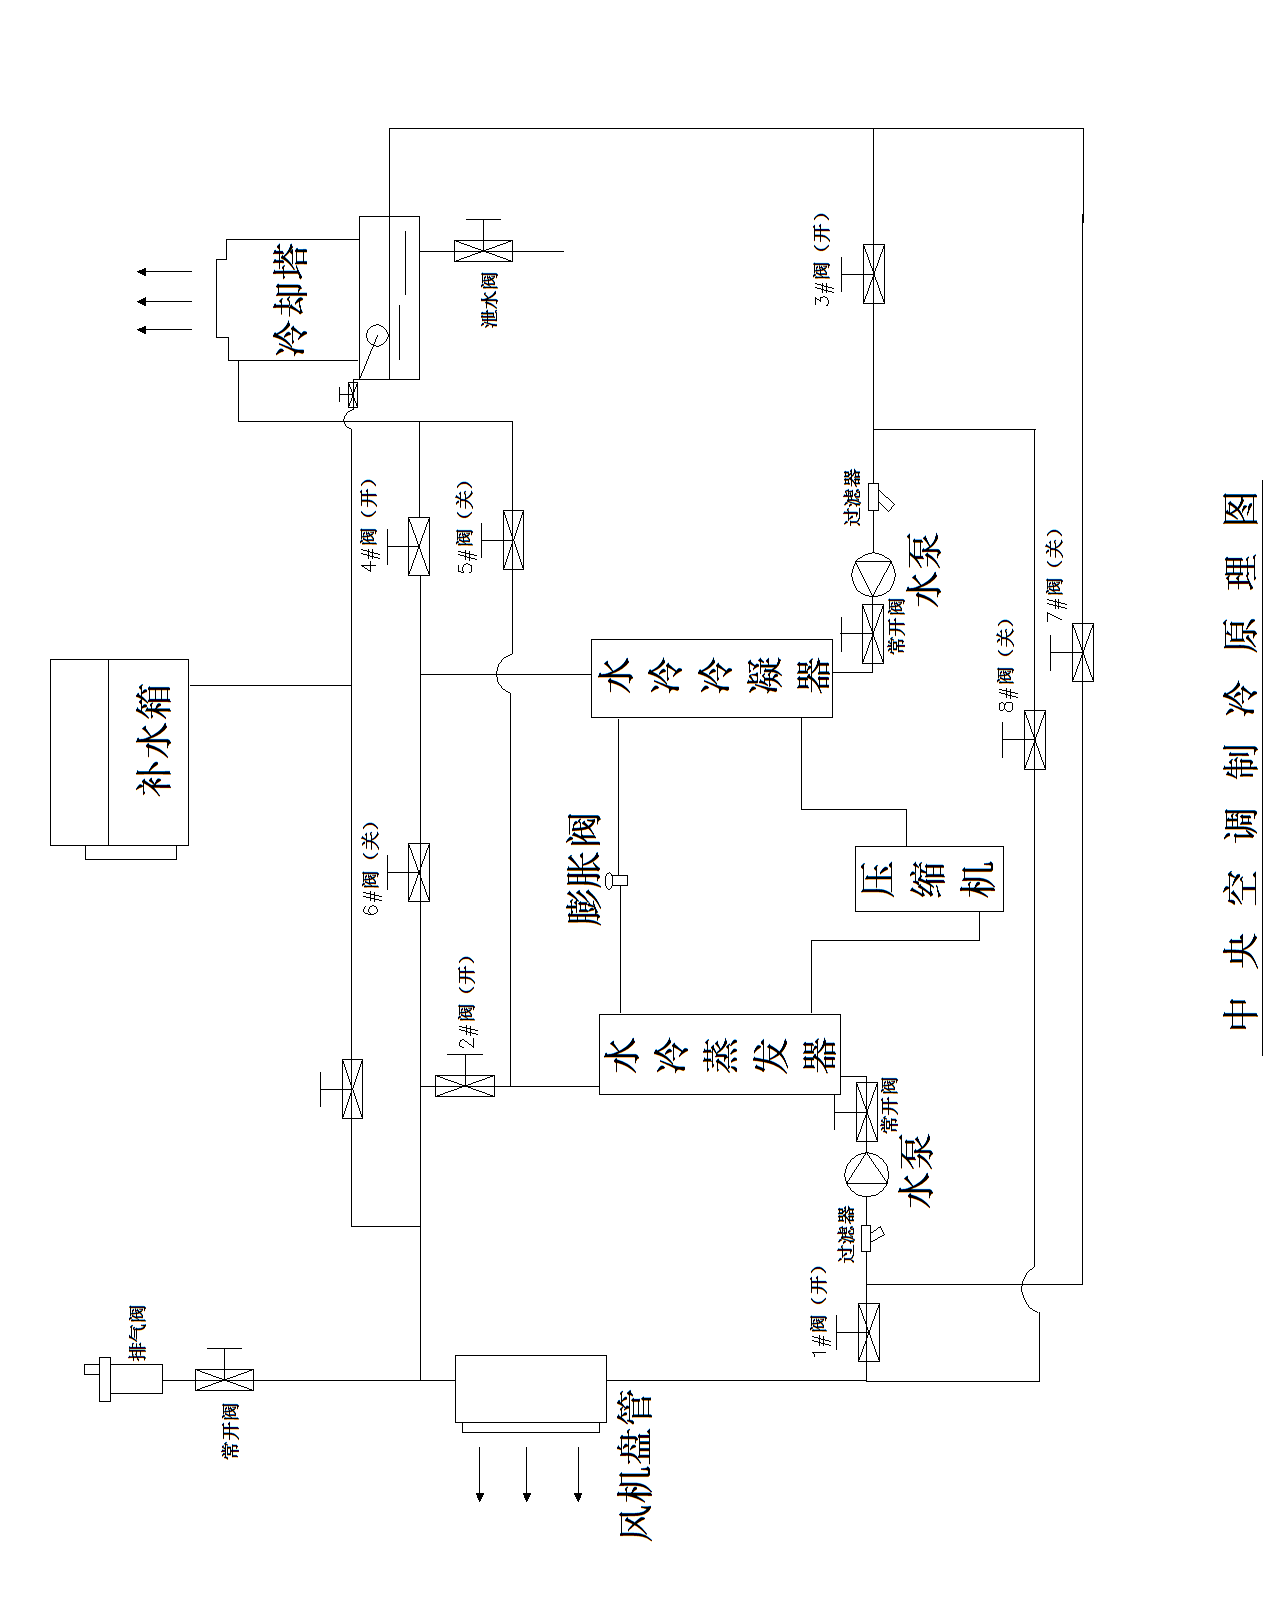 中央空调制冷原理图
排气阀
常开阀
风机盘管
补水箱
冷却塔
泄水阀
6#阀（关）
4#阀（开）
2#阀（开）
5#阀（关）
膨胀阀
水冷蒸发器
水冷冷凝器
压缩机
1#阀（开）
过滤器
水泵
常开阀
常开阀
水泵
过滤器
3#阀（开）
8#阀（关）
7#阀（关）